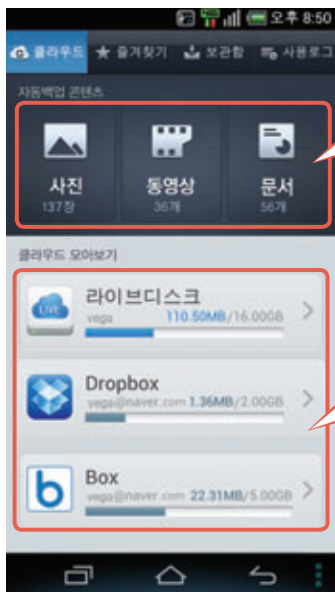 오후 8:50
클라우드 즐겨찾기 보관함 사용로그
자동백업 콘텐츠
사진 동영상 문서
137장 36개 56개
클라우드 모아보기
LIVE
라이브디스크
vega 110.50MB/16.00GB
Dropbox
vega@naver.com 1.36MB/2.00GB
b Box
vega@naver.com 22.31MB/5.00GB